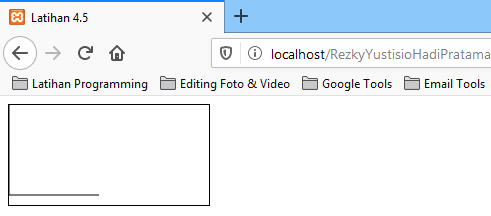 Latihan 4.5
localhost/RezkyYustisioHadiPratama
Latihan Programming Editing Foto & Video Google Tools Email Tools